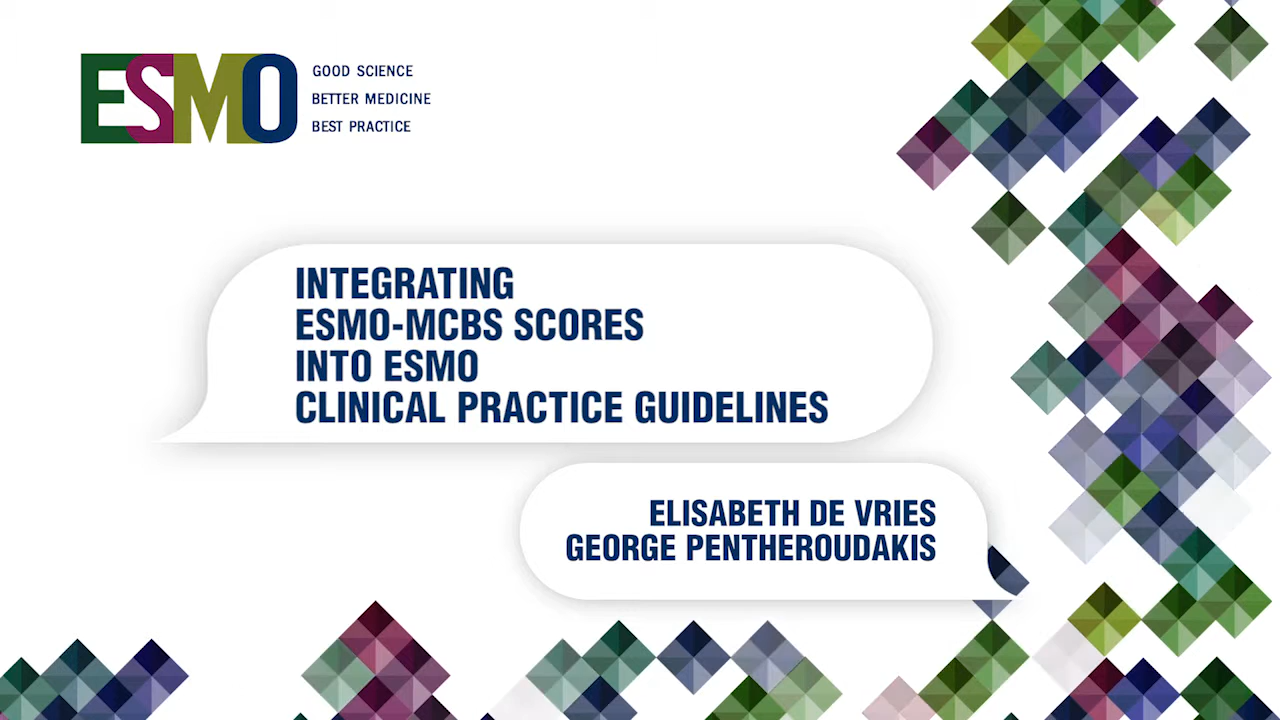 ESMO
GOOD SCIENCE
BETTER MEDICINE
BEST PRACTICE
INTEGRATING
ESMO-MCBS SCORES
INTO ESMO
CLINICAL PRACTICE GUIDELINES
ELISABETH DE VRIES
GEORGE PENTHEROUDAKIS